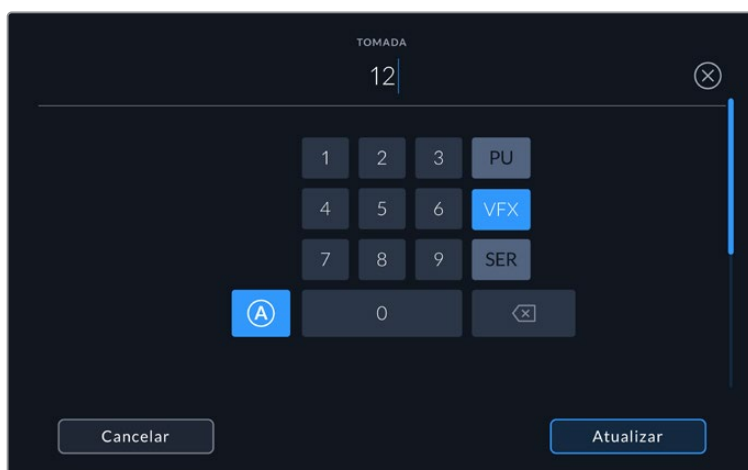 TOMADA
12
1 2 3 PU
4 5 6 VFX
7 8 9 SER
A 0
Cancelar Atualizar